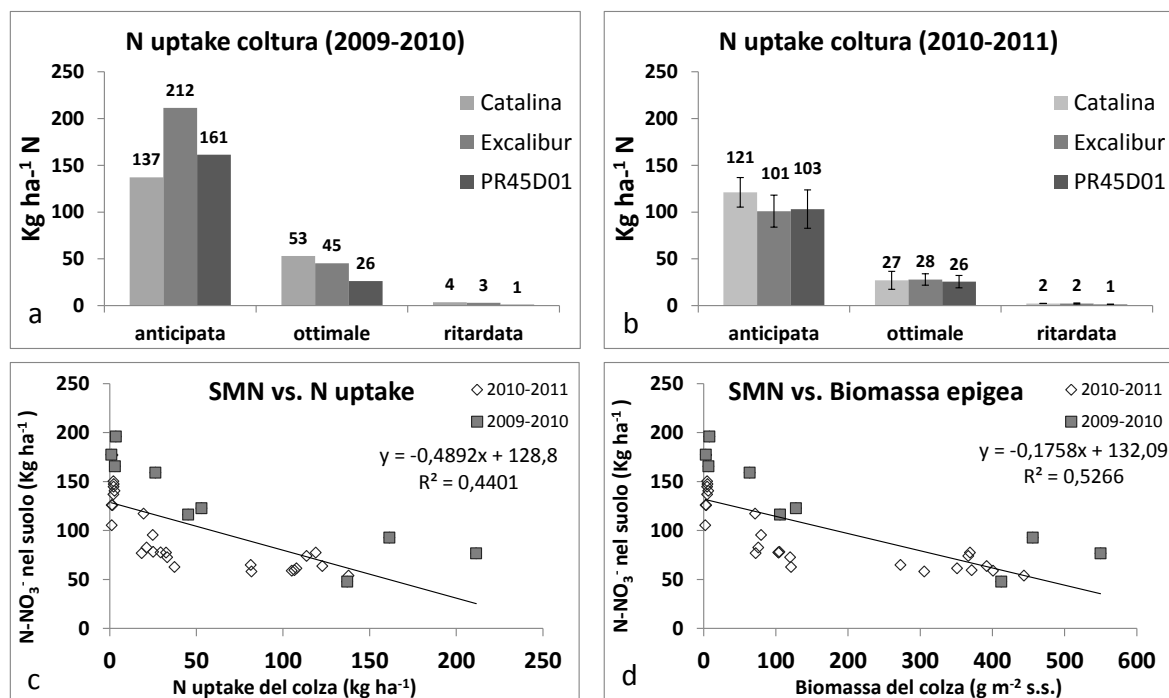 N uptake coltura (2009-2010)
Kg ha-1 N
250
200
150
100
50
0
137
212
161
53
45
26
4
3
1
Catalina
Excalibur
PR45D01
anticipata
ottimale
ritardata
a
N uptake coltura (2010-2011)
Kg ha-1 N
250
200
150
100
50
0
121
101
103
27
28
26
2
2
1
Catalina
Excalibur
PR45D01
anticipata
ottimale
ritardata
b
SMN vs. N uptake
N-NO3- nel suolo (Kg ha-1)
250
200
150
100
50
0
2010-2011
2009-2010
y = -0,4892x + 128,8
R² = 0,4401
0 50 100 150 200 250
N uptake del colza (kg ha-1)
c
SMN vs. Biomassa epigea
N-NO3- nel suolo (Kg ha-1)
250
200
150
100
50
0
2010-2011
2009-2010
y = -0,1758x + 132,09
R² = 0,5266
0 100 200 300 400 500 600
Biomassa del colza (g m-2 s.s.)
d